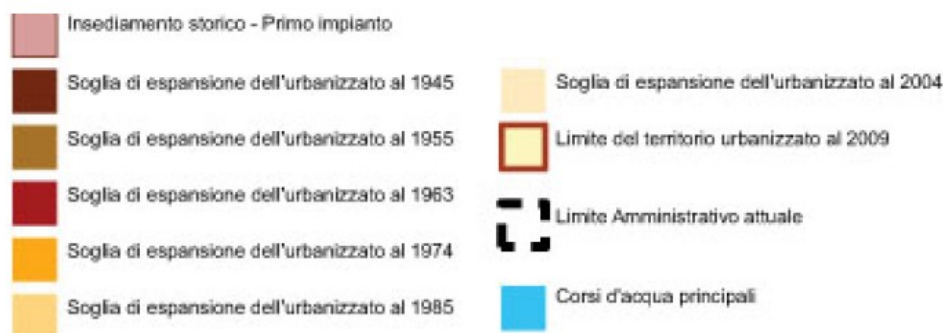 Insediamento storico - Primo impianto
Soglia di espansione dell'urbanizzato al 1945
Soglia di espansione dell'urbanizzato al 1955
Soglia di espansione dell'urbanizzato al 1963
Soglia di espansione dell'urbanizzato al 1974
Soglia di espansione dell'urbanizzato al 1985
Soglia di espansione dell'urbanizzato al 2004
Limite del territorio urbanizzato al 2009
Limite Amministrativo attuale
Corsi d'acqua principali